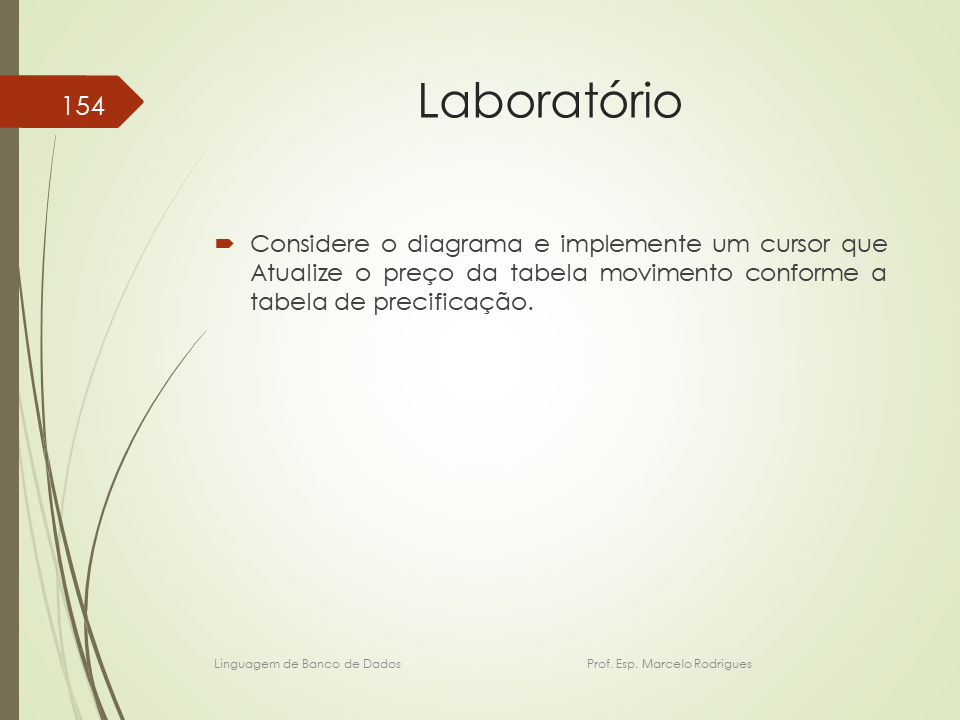 154
Laboratório
Considere o diagrama e implemente um cursor que
Atualize o preço da tabela movimento conforme a
tabela de precificação.
Linguagem de Banco de Dados Prof. Esp. Marcelo Rodrigues